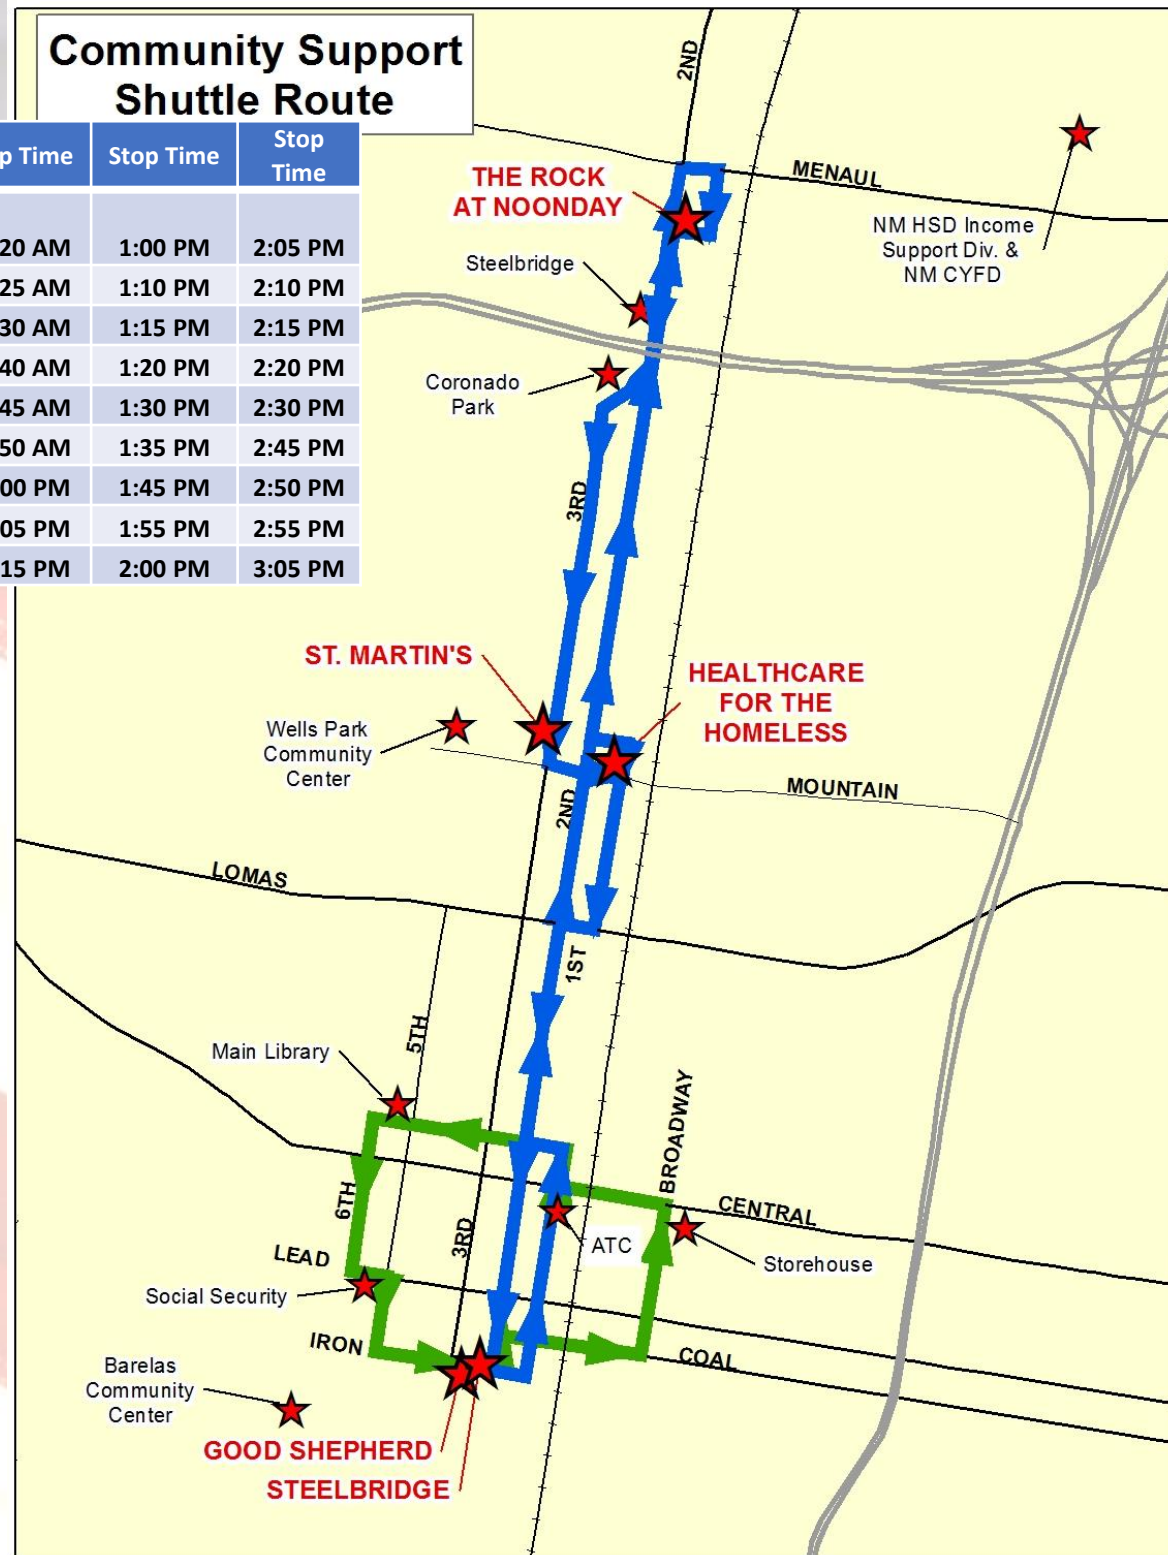 Community Support
Shuttle Route
p Time Stop Time Stop
Time
20 AM 1:00 PM 2:05 PM
25 AM 1:10 PM 2:10 PM
30 AM 1:15 PM 2:15 PM
40 AM 1:20 PM 2:20 PM
45 AM 1:30 PM 2:30 PM
50 AM 1:35 PM 2:45 PM
00 PM 1:45 PM 2:50 PM
05 PM 1:55 PM 2:55 PM
15 PM 2:00 PM 3:05 PM
2ND
MENAUL
THE ROCK
AT NOONDAY
NM HSD Income
Support Div. &
NM CYFD
Steelbridge
Coronado
Park
3RD
ST. MARTIN'S
HEALTHCARE
FOR THE
HOMELESS
Wells Park
Community
Center
MOUNTAIN
2ND
LOMAS
1ST
5TH
Main Library
BROADWAY
6TH
CENTRAL
3RD
ATC
Storehouse
LEAD
Social Security
IRON
COAL
Barelas
Community
Center
GOOD SHEPHERD
STEELBRIDGE